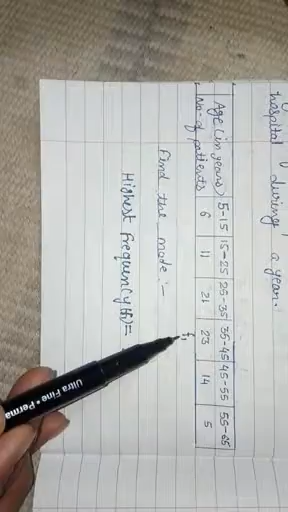 hospital during a year.
Age (in years) 5-15 15-25 25-35 35-45 45-55 55-65
No. of patients 6 11 21 23 14 5
f₁
Find the mode :-
Highest Frequency (f₁) =
Ultra Fine • Perma